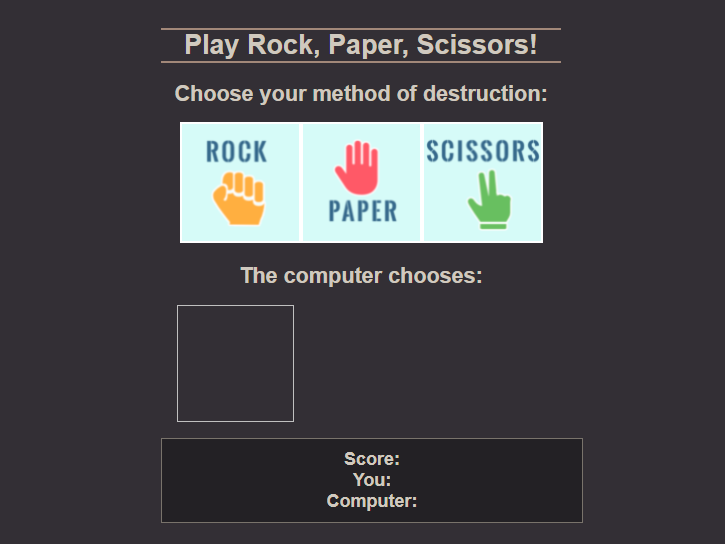 Play Rock, Paper, Scissors!
Choose your method of destruction:
ROCK
PAPER
SCISSORS
The computer chooses:
Score:
You:
Computer: